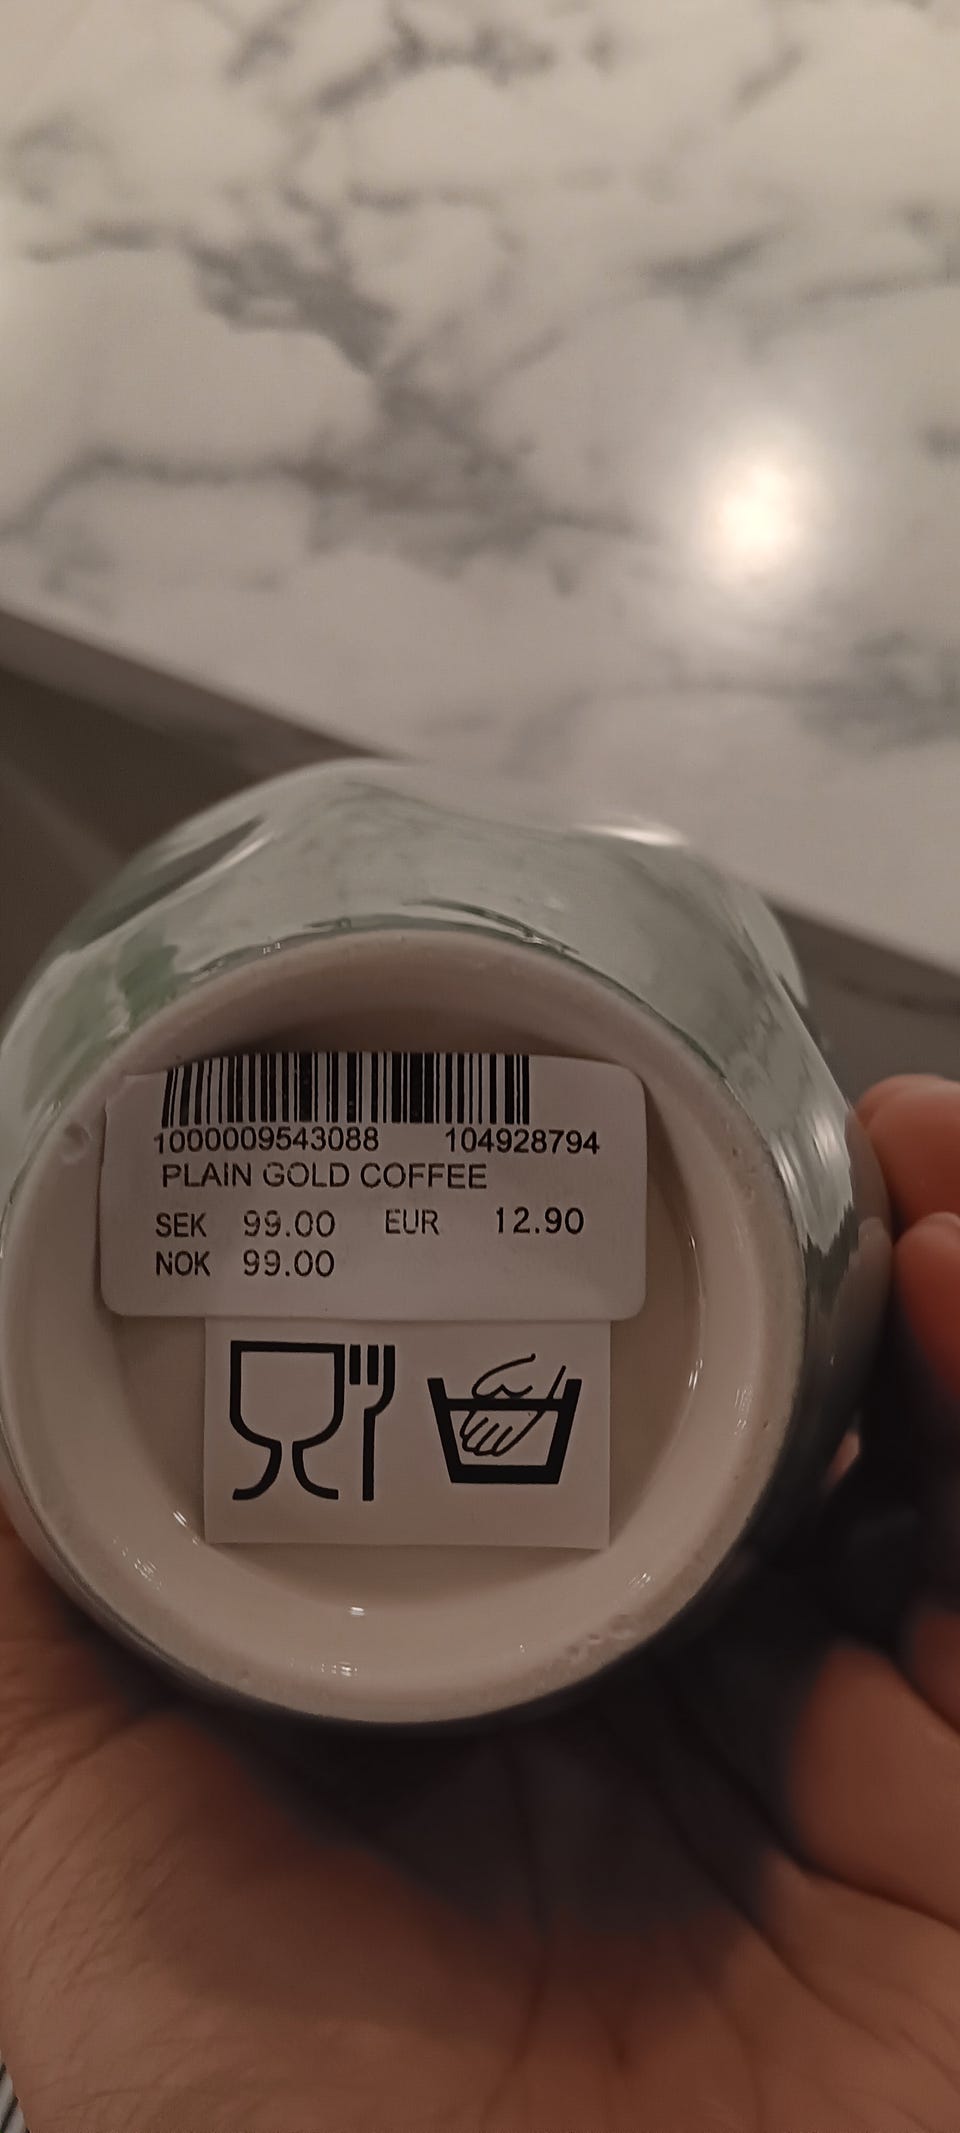 1000009543088 104928794
PLAIN GOLD COFFEE
SEK 99.00 EUR 12.90
NOK 99.00